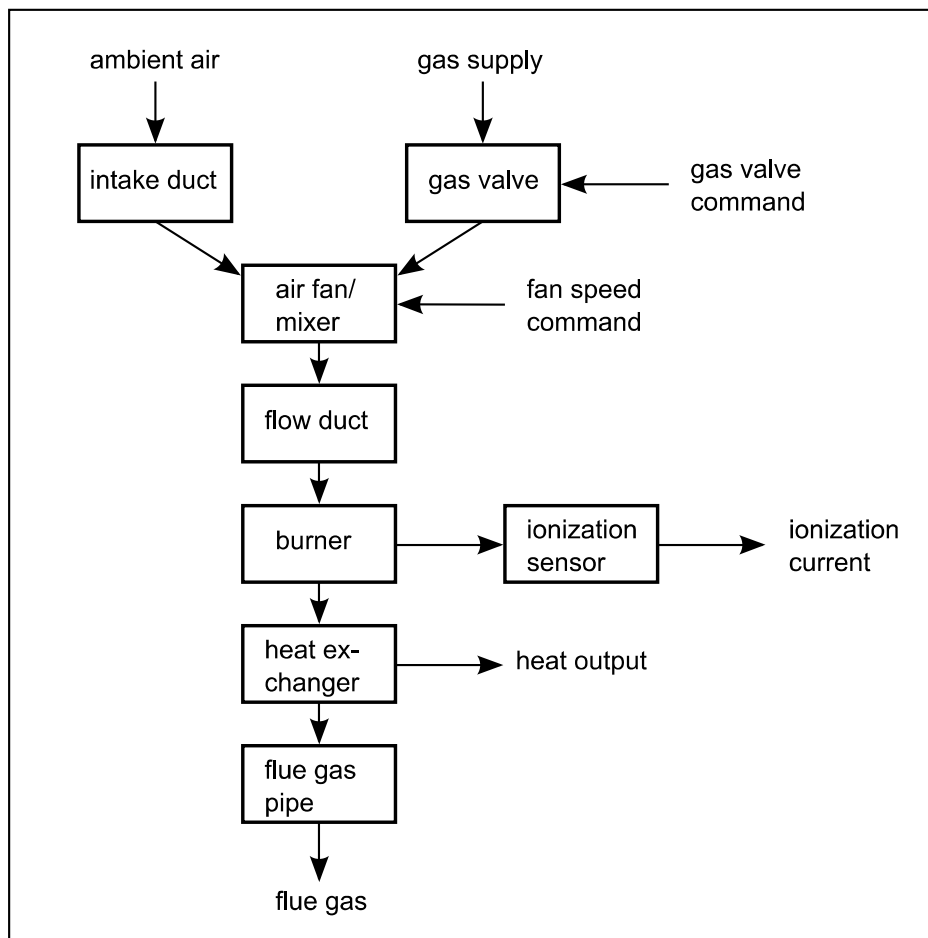 ambient air
gas supply
intake duct
gas valve
gas valve
command
air fan/
mixer
fan speed
command
flow duct
burner
ionization
sensor
ionization
current
heat ex-
changer
heat output
flue gas
pipe
flue gas